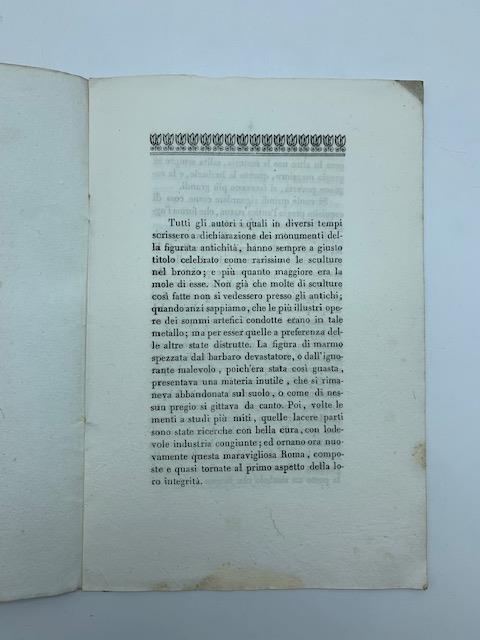 Tutti gli autori i quali in diversi tempi
scrissero a dichiarazione dei monumenti del-
la figurata antichità, hanno sempre a giusto
titolo celebrato come rarissime le sculture
nel bronzo; e più quanto maggiore era la
mole di esse. Non già che molte di sculture
così fatte non si vedessero presso gli antichi;
quando anzi sappiamo, che le più illustri ope-
re dei sommi artefici condotte erano in tale
metallo; ma per esser quelle a preferenza del-
le altre state distrutte. La figura di marmo
spezzata dal barbaro devastatore, o dall'igno-
rante malevolo, poich'era stata così guasta,
presentava una materia inutile, che si rima-
neva abbandonata sul suolo, o come di nes-
sun pregio si gittava da canto. Poi, volte le
menti a studi più miti, quelle lacere parti
sono state ricerche con bella cura, con lode-
vole industria congiunte; ed ornano ora nuo-
vamente questa maravigliosa Roma, compo-
ste e quasi tornate al primo aspetto della lo-
ro integrità.